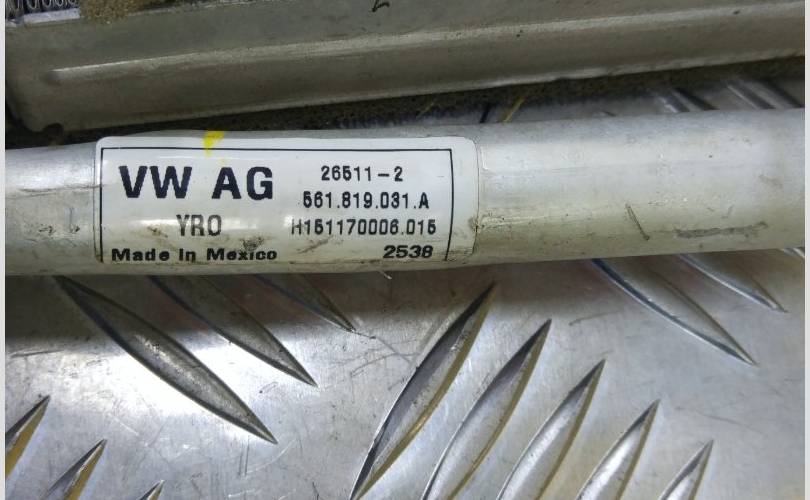 VW AG
YRO
Made in Mexico
26511-2
561.819.031.A
H151170006.015
2538